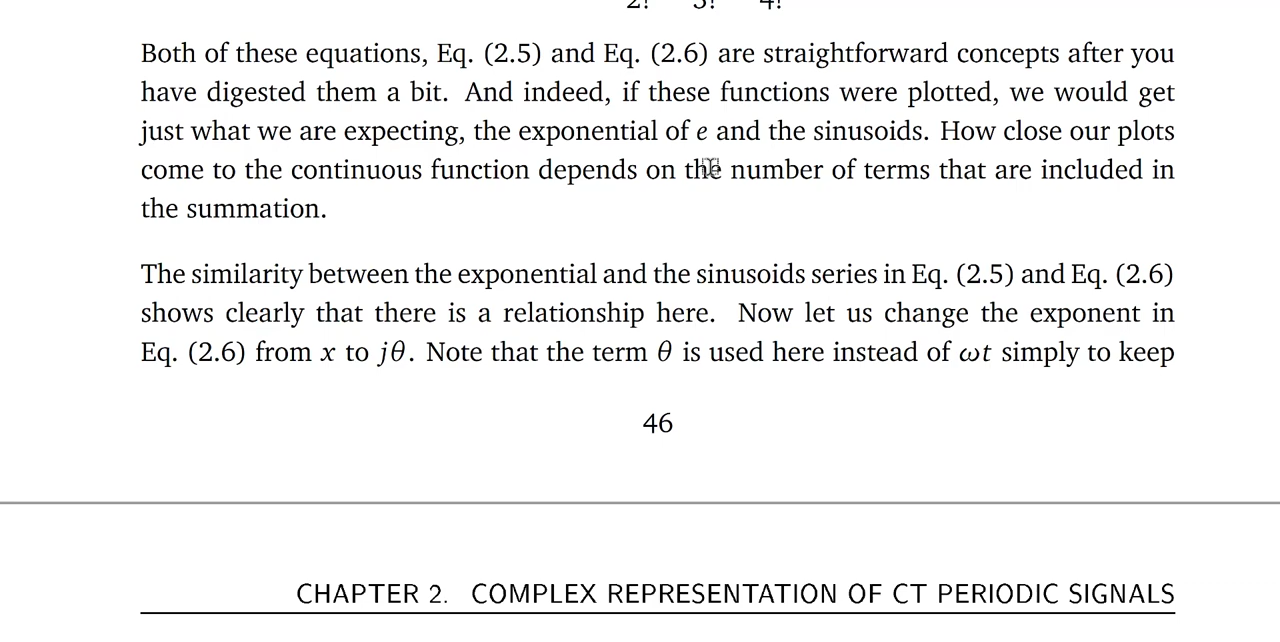 2! 3! 4!
Both of these equations, Eq. (2.5) and Eq. (2.6) are straightforward concepts after you
have digested them a bit. And indeed, if these functions were plotted, we would get
just what we are expecting, the exponential of e and the sinusoids. How close our plots
come to the continuous function depends on the number of terms that are included in
the summation.
The similarity between the exponential and the sinusoids series in Eq. (2.5) and Eq. (2.6)
shows clearly that there is a relationship here. Now let us change the exponent in
Eq. (2.6) from x to jθ. Note that the term θ is used here instead of ωt simply to keep
46
CHAPTER 2. COMPLEX REPRESENTATION OF CT PERIODIC SIGNALS